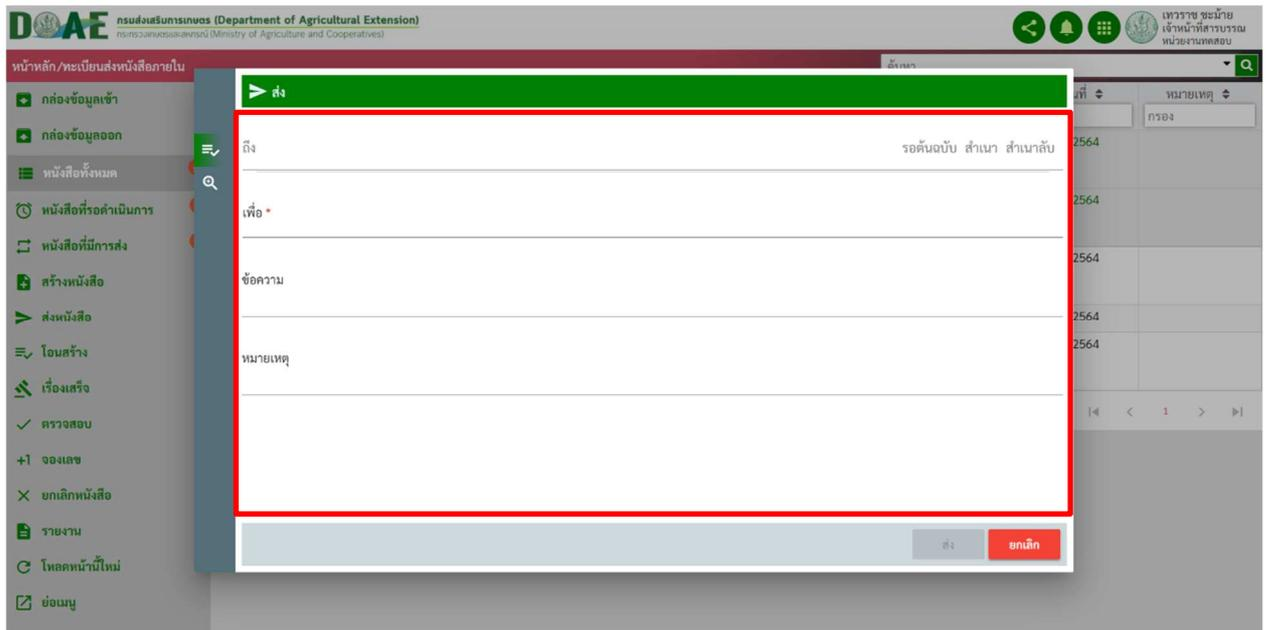 DOAE
กรมส่งเสริมการเกษตร (Department of Agricultural Extension)
กระทรวงเกษตรและสหกรณ์ (Ministry of Agriculture and Cooperatives)
เทวราช ชะม้าย
เจ้าหน้าที่สารบรรณ
หน่วยงานทดสอบ
หน้าหลัก/ทะเบียนส่งหนังสือภายใน
ค้นหา
กล่องข้อมูลเข้า
กล่องข้อมูลออก
หนังสือทั้งหมด
หนังสือที่รอดำเนินการ
หนังสือที่มีการส่ง
สร้างหนังสือ
ส่งหนังสือ
โอนสร้าง
เรื่องเสร็จ
ตรวจสอบ
+1 จองเลข
ยกเลิกหนังสือ
รายงาน
โหลดหน้านี้ใหม่
ย่อเมนู
ส่ง
ถึง รอต้นฉบับ สำเนา สำเนาลับ
เพื่อ *
ข้อความ
หมายเหตุ
ส่ง ยกเลิก
หมายเหตุ
กรอง
2564
2564
2564
2564
2564
1